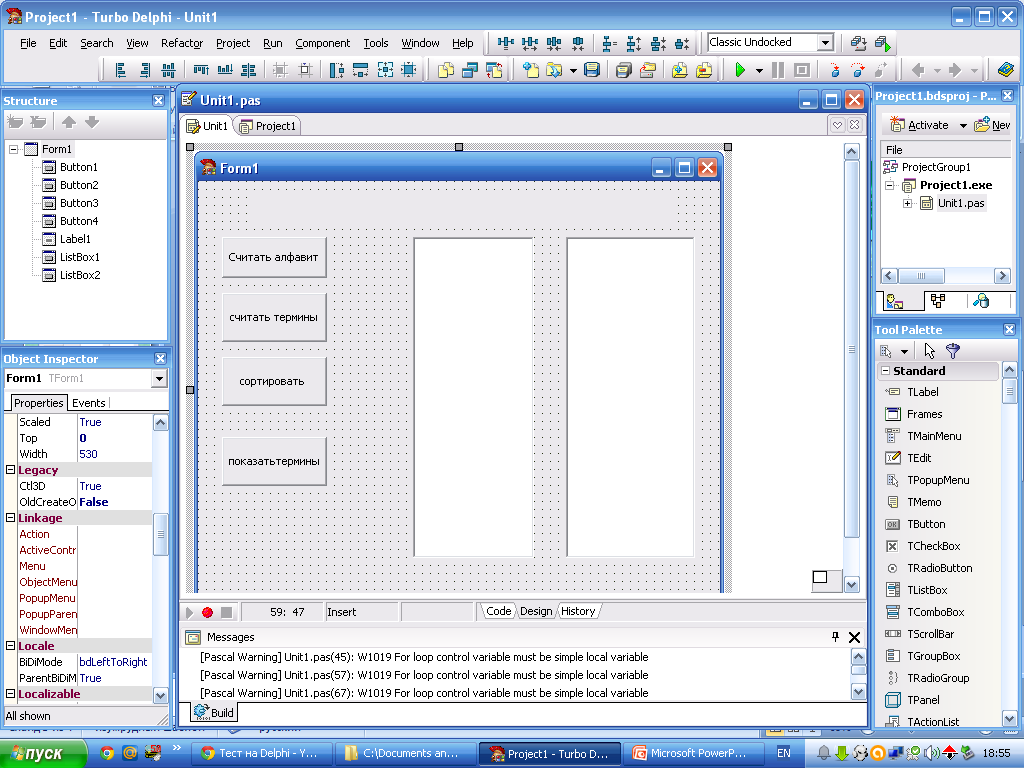 Project1 - Turbo Delphi - Unit1
File Edit Search View Refactor Project Run Component Tools Window Help
Classic Undocked
Structure
Form1
Button1
Button2
Button3
Button4
Label1
ListBox1
ListBox2
Object Inspector
Form1 TForm1
Properties Events
Scaled True
Top 0
Width 530
Legacy
Ctl3D True
OldCreateO False
Linkage
Action
ActiveContr
Menu
ObjectMenu
PopupMenu
PopupParen
WindowMen
Locale
BiDiMode bdLeftToRight
ParentBiDiM True
Localizable
All shown
Unit1.pas
Unit1 Project1
Form1
Считать алфавит
считать термины
сортировать
показатьтермины
59: 47 Insert
Code Design History
Messages
[Pascal Warning] Unit1.pas(45): W1019 For loop control variable must be simple local variable
[Pascal Warning] Unit1.pas(57): W1019 For loop control variable must be simple local variable
[Pascal Warning] Unit1.pas(67): W1019 For loop control variable must be simple local variable
Build
Project1.bdsproj - P...
Activate New
File
ProjectGroup1
Project1.exe
Unit1.pas
Tool Palette
Standard
TLabel
Frames
TMainMenu
TEdit
TPopupMenu
TMemo
TButton
TCheckBox
TRadioButton
TListBox
TComboBox
TScrollBar
TGroupBox
TRadioGroup
TPanel
TActionList
пуск
Тест на Delphi - Y...
C:\Documents an...
Project1 - Turbo D...
Microsoft PowerP...
EN
18:55